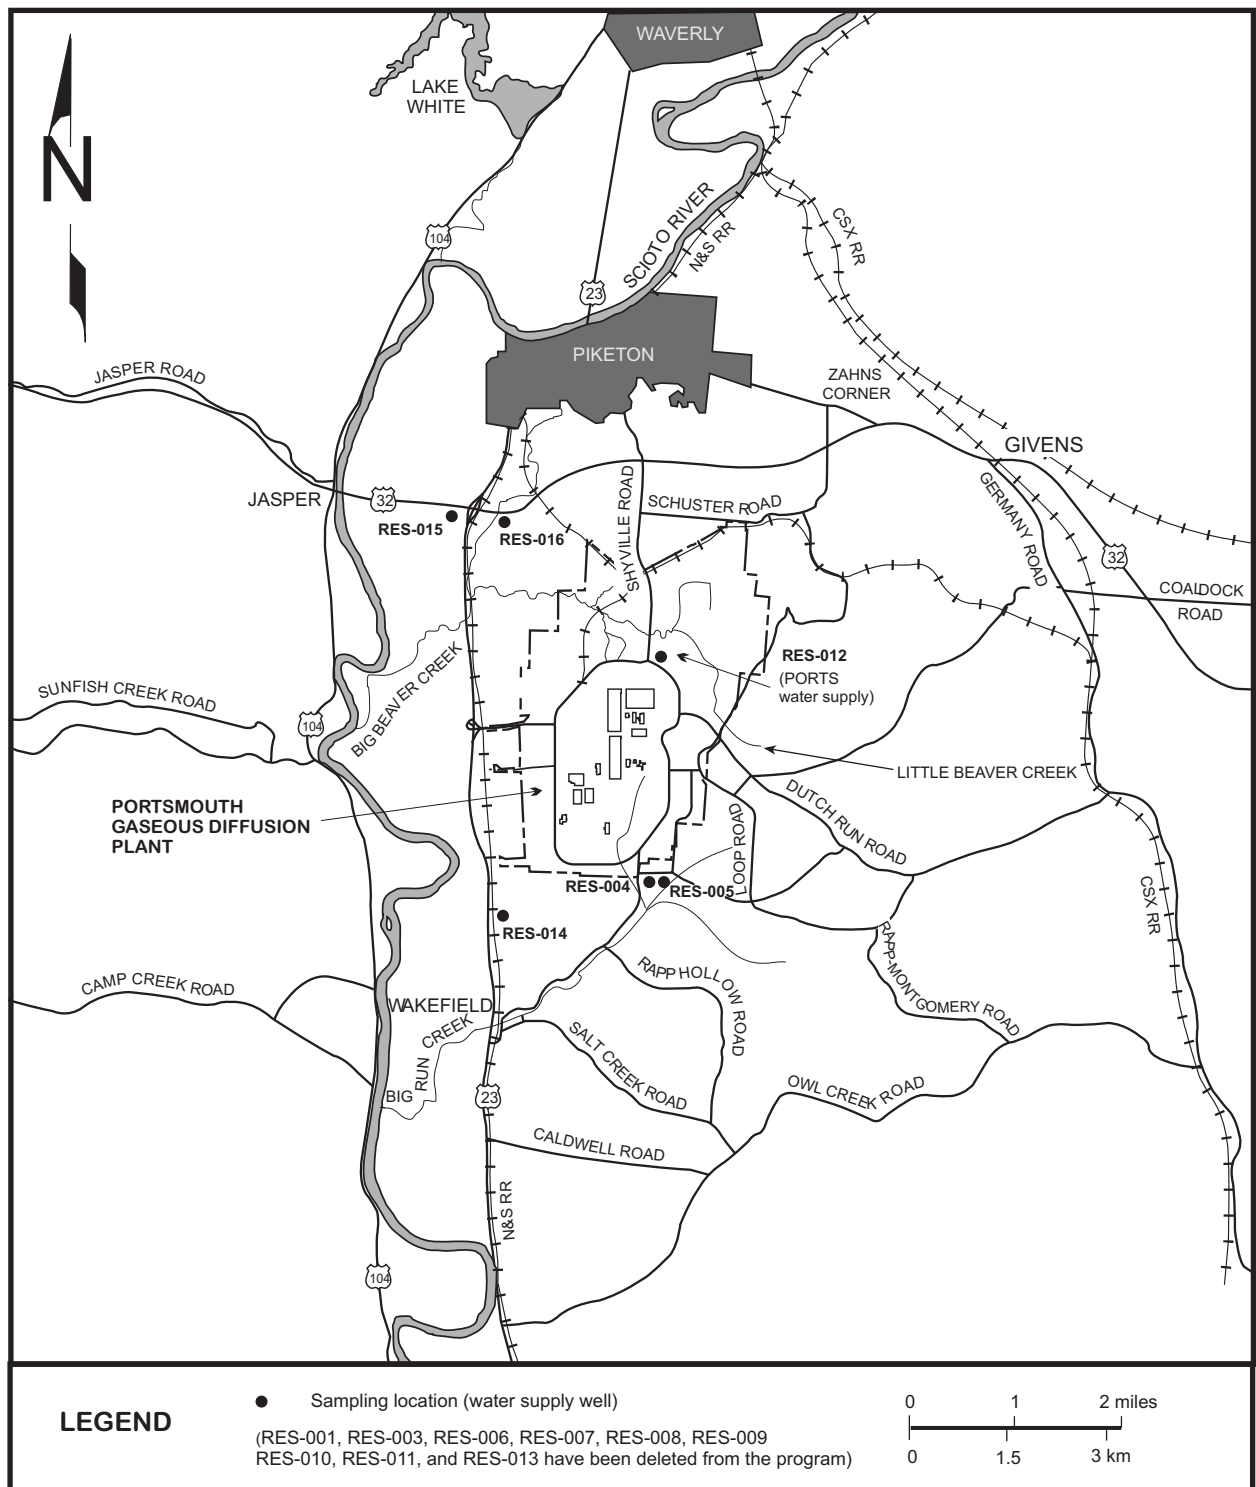 WAVERLY
LAKE
WHITE
N
104
SCIOTO RIVER
N&S RR
CSX RR
23
PIKETON
JASPER ROAD
ZAHNS
CORNER
GIVENS
JASPER
32
RES-015
RES-016
SHYVILLE ROAD
SCHUSTER ROAD
GERMANY ROAD
32
COALDOCK
ROAD
RES-012
(PORTS
water supply)
SUNFISH CREEK ROAD
104
BIG BEAVER CREEK
LITTLE BEAVER CREEK
PORTSMOUTH
GASEOUS DIFFUSION
PLANT
DUTCH RUN ROAD
LOOP ROAD
RES-004
RES-005
RES-014
CSX RR
RAPP-MONTGOMERY ROAD
RAPP HOLLOW ROAD
CAMP CREEK ROAD
WAKEFIELD
BIG RUN CREEK
SALT CREEK ROAD
23
OWL CREEK ROAD
CALDWELL ROAD
N&S RR
104
LEGEND
Sampling location (water supply well)
(RES-001, RES-003, RES-006, RES-007, RES-008, RES-009
RES-010, RES-011, and RES-013 have been deleted from the program)
0 1 2 miles
0 1.5 3 km